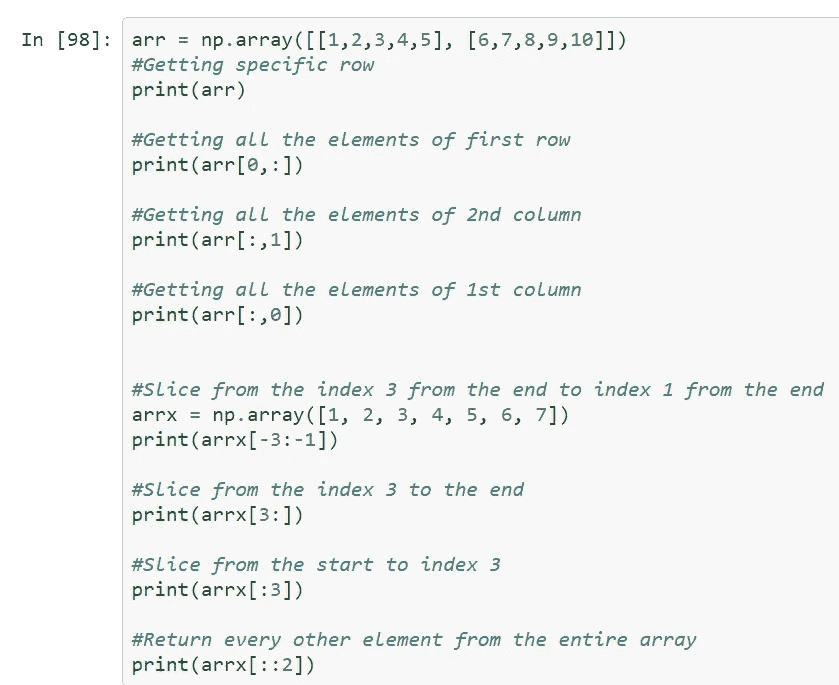 In [98]: arr = np.array([[1,2,3,4,5], [6,7,8,9,10]])
#Getting specific row
print(arr)
#Getting all the elements of first row
print(arr[0,:])
#Getting all the elements of 2nd column
print(arr[:,1])
#Getting all the elements of 1st column
print(arr[:,0])
#Slice from the index 3 from the end to index 1 from the end
arrx = np.array([1, 2, 3, 4, 5, 6, 7])
print(arrx[-3:-1])
#Slice from the index 3 to the end
print(arrx[3:])
#Slice from the start to index 3
print(arrx[:3])
#Return every other element from the entire array
print(arrx[::2])